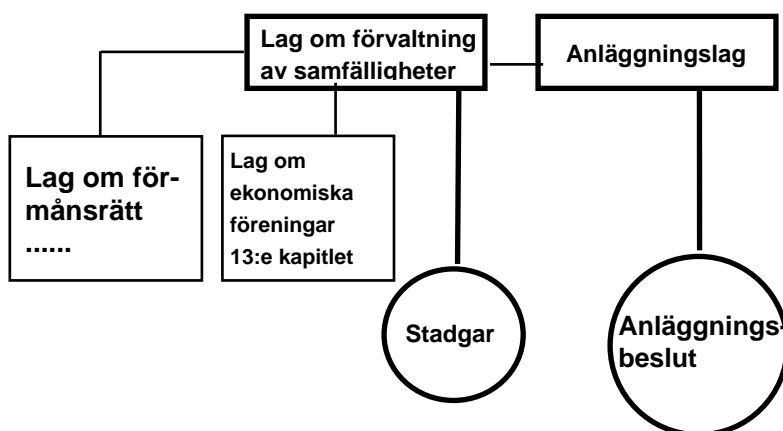 Lag om förvaltning
av samfälligheter
Anläggningslag
Lag om för-
månsrätt
......
Lag om
ekonomiska
föreningar
13:e kapitlet
Stadgar
Anläggnings-
beslut